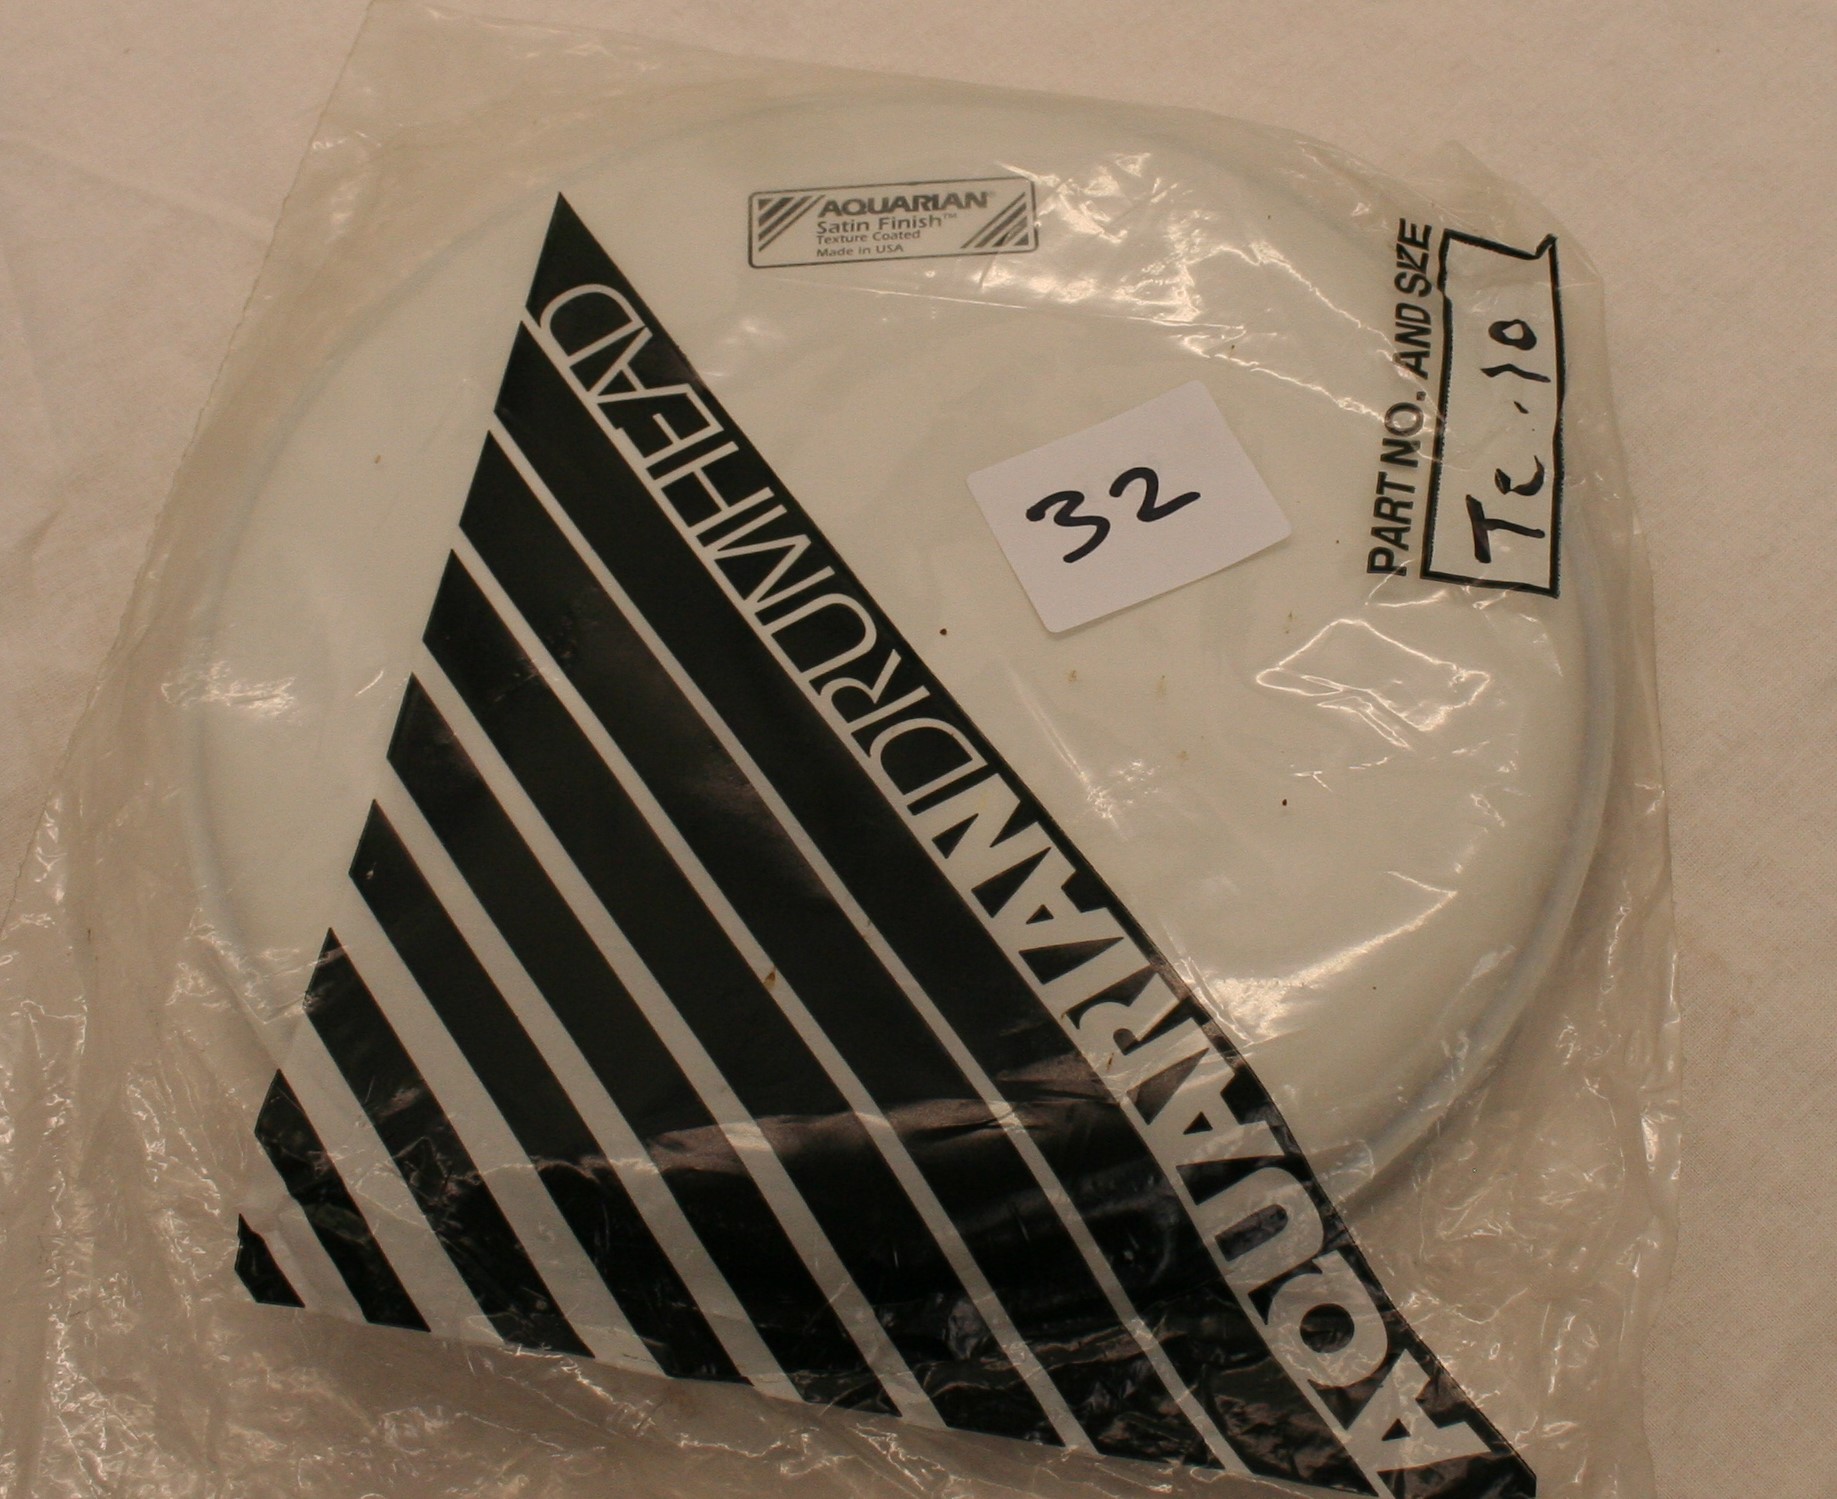 AQUARIAN®
Satin Finish™
Texture Coated
Made in USA
PART NO. AND SIZE
TC-10
32
AQUARIAN DRUMHEAD